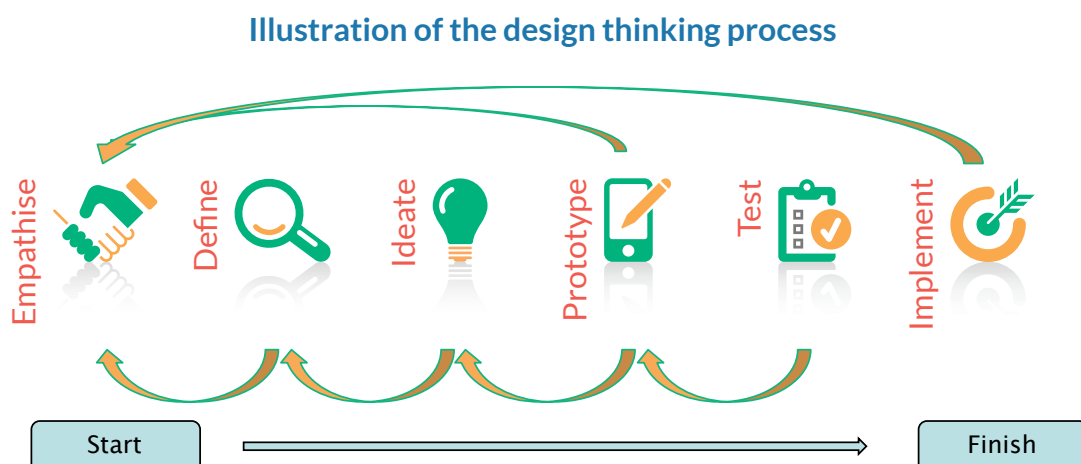 Illustration of the design thinking process
Empathise
Define
Ideate
Prototype
Test
Implement
Start
Finish